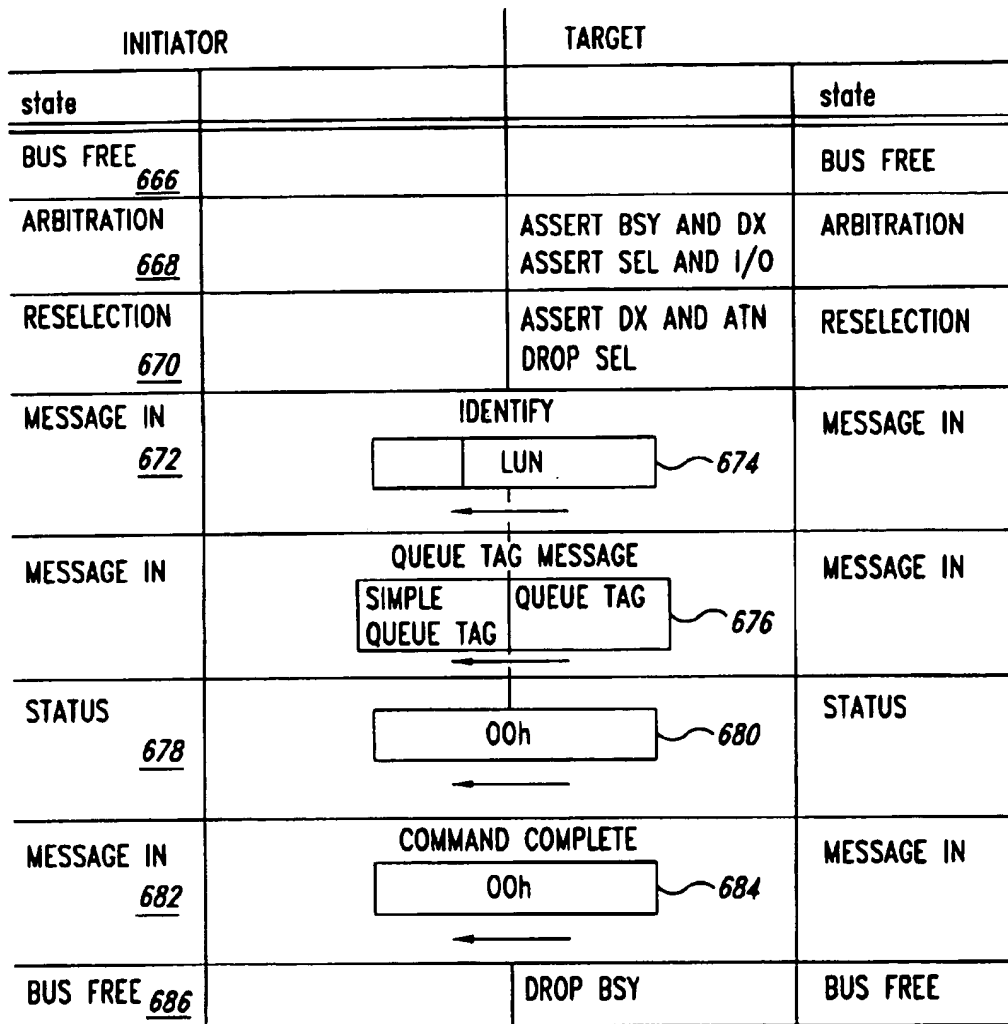 INITIATOR TARGET
state state
BUS FREE 666 BUS FREE
ARBITRATION 668 ASSERT BSY AND DX ARBITRATION
ASSERT SEL AND I/O
RESELECTION 670 ASSERT DX AND ATN RESELECTION
DROP SEL
MESSAGE IN 672 IDENTIFY MESSAGE IN
LUN 674
MESSAGE IN QUEUE TAG MESSAGE MESSAGE IN
SIMPLE QUEUE TAG 676
QUEUE TAG
STATUS 678 STATUS
00h 680
MESSAGE IN 682 COMMAND COMPLETE MESSAGE IN
00h 684
BUS FREE 686 DROP BSY BUS FREE